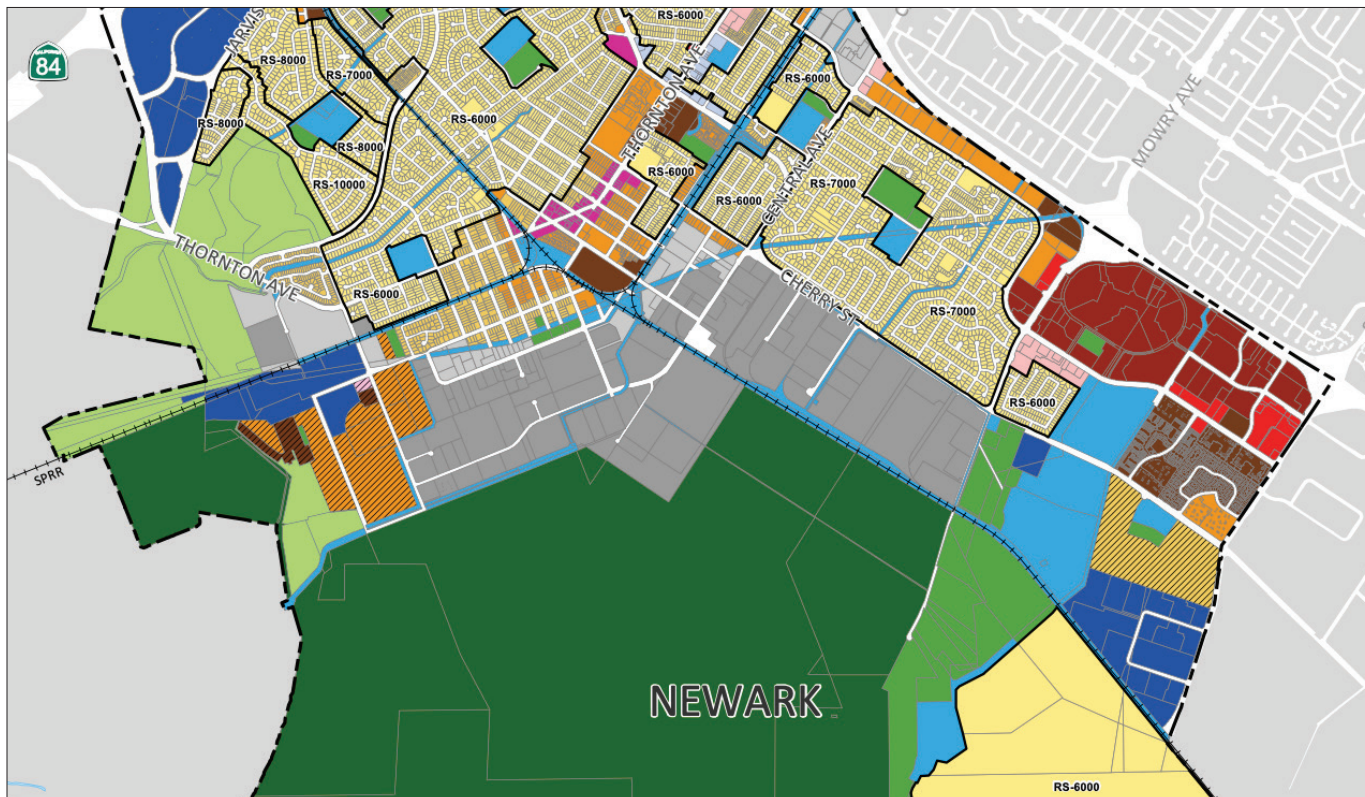 RS-6000
JARVIS
CALIFORNIA
84
RS-8000
RS-7000
RS-6000
THORNTON AVE
MOWRY AVE
RS-8000
RS-6000
RS-8000
CENTRAL AVE
RS-6000
RS-10000
RS-7000
RS-6000
THORNTON AVE
RS-6000
CHERRY ST
RS-7000
RS-6000
SPRR
NEWARK
RS-6000